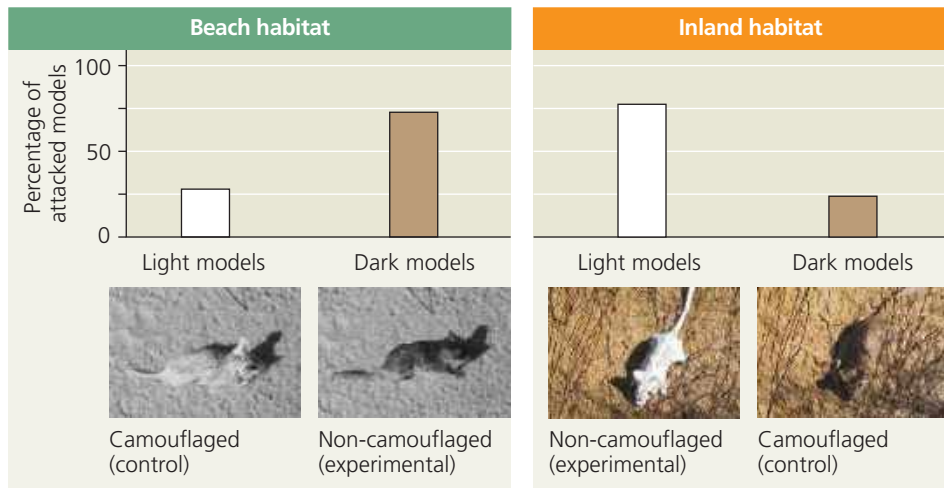 Beach habitat
Inland habitat
Percentage of
attacked models
100
50
0
Light models
Dark models
Light models
Dark models
Camouflaged
(control)
Non-camouflaged
(experimental)
Non-camouflaged
(experimental)
Camouflaged
(control)